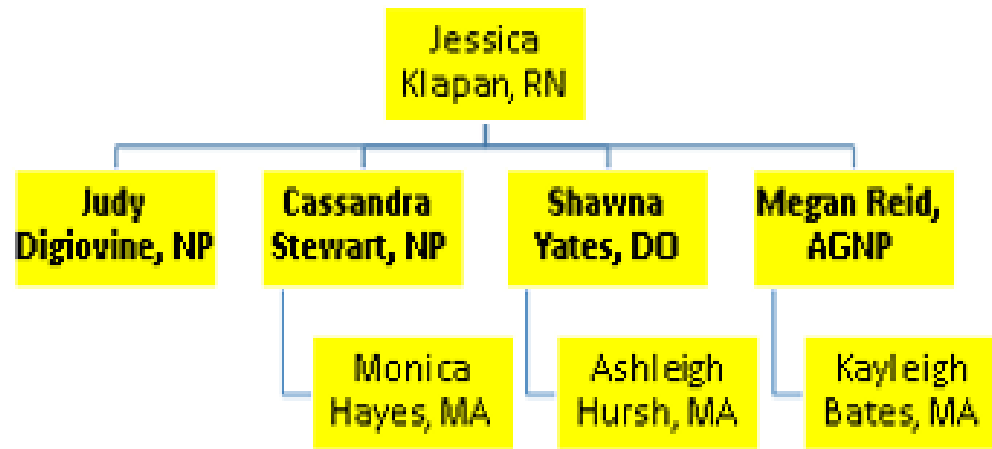 Jessica
Klapan, RN
Judy
Digiovine, NP
Cassandra
Stewart, NP
Shawna
Yates, DO
Megan Reid,
AGNP
Monica
Hayes, MA
Ashleigh
Hursh, MA
Kayleigh
Bates, MA